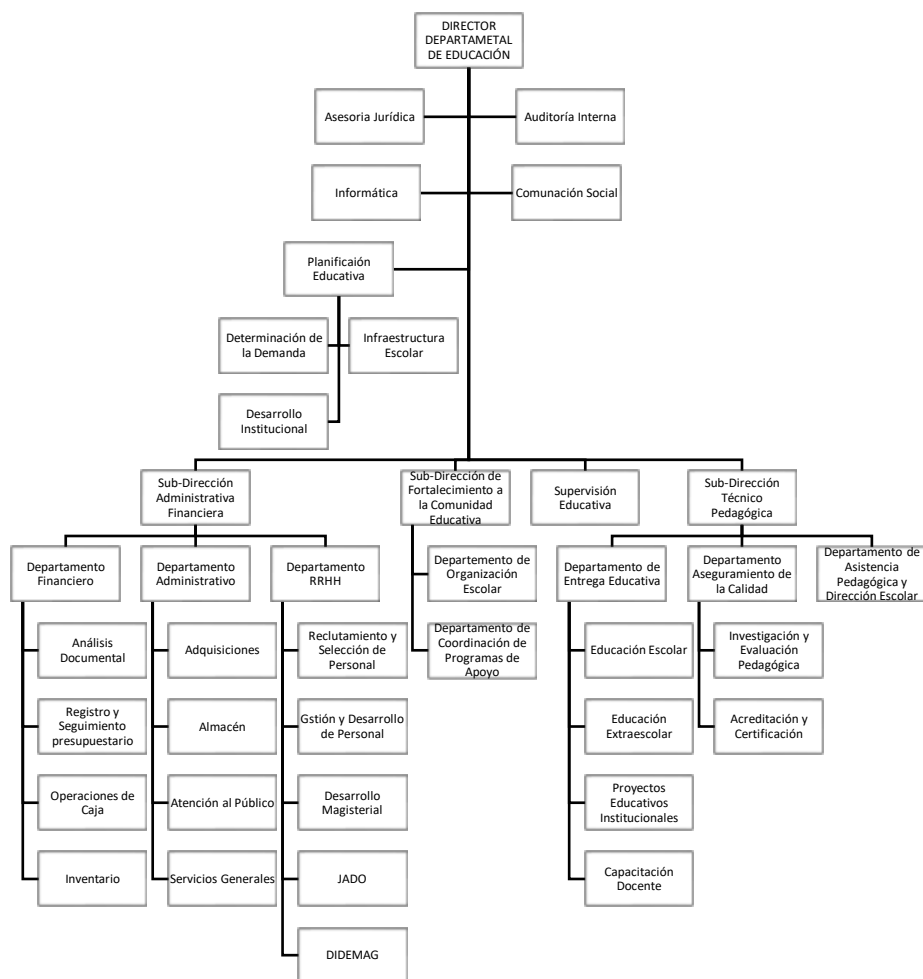 DIRECTOR
DEPARTAMETAL
DE EDUCACIÓN
Asesoria Jurídica
Auditoría Interna
Informática
Comunación Social
Planificaión
Educativa
Determinación de
la Demanda
Infraestructura
Escolar
Desarrollo
Institucional
Sub-Dirección
Administrativa
Financiera
Sub-Dirección de
Fortalecimiento a
la Comunidad
Educativa
Supervisión
Educativa
Sub-Dirección
Técnico
Pedagógica
Departamento
Financiero
Departamento
Administrativo
Departamento
RRHH
Departemento de
Organización
Escolar
Departamento de
Entrega Educativa
Departamento
Aseguramiento de
la Calidad
Departamento de
Asistencia
Pedagógica y
Dirección Escolar
Análisis
Documental
Adquisiciones
Reclutamiento y
Selección de
Personal
Departamento de
Coordinación de
Programas de
Apoyo
Educación Escolar
Investigación y
Evaluación
Pedagógica
Registro y
Seguimiento
presupuestario
Almacén
Gstión y Desarrollo
de Personal
Educación
Extraescolar
Acreditación y
Certificación
Operaciones de
Caja
Atención al Público
Desarrollo
Magisterial
Proyectos
Educativos
Institucionales
Inventario
Servicios Generales
JADO
Capacitación
Docente
DIDEMAG